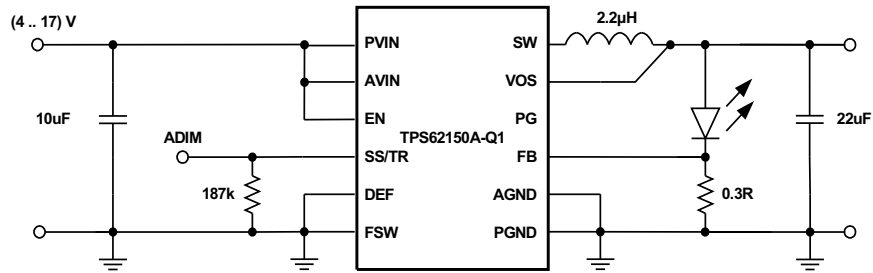 (4 .. 17) V
10uF
ADIM
187k
PVIN
AVIN
EN
SS/TR
DEF
FSW
TPS62150A-Q1
SW
VOS
PG
FB
AGND
PGND
2.2µH
0.3R
22uF